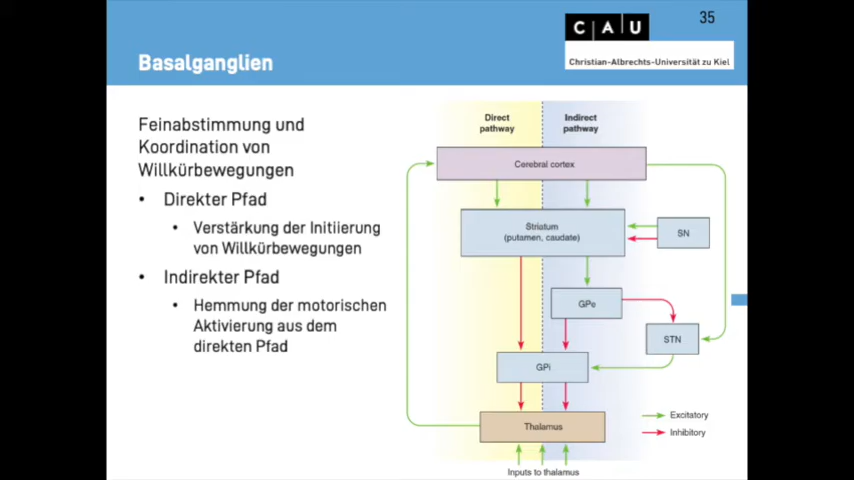 35
CAU
Christian-Albrechts-Universität zu Kiel
Basalganglien
Feinabstimmung und
Koordination von
Willkürbewegungen
• Direkter Pfad
• Verstärkung der Initiierung
von Willkürbewegungen
• Indirekter Pfad
• Hemmung der motorischen
Aktivierung aus dem
direkten Pfad
Direct
pathway
Indirect
pathway
Cerebral cortex
Striatum
(putamen, caudate)
SN
GPe
STN
GPi
Thalamus
Excitatory
Inhibitory
Inputs to thalamus